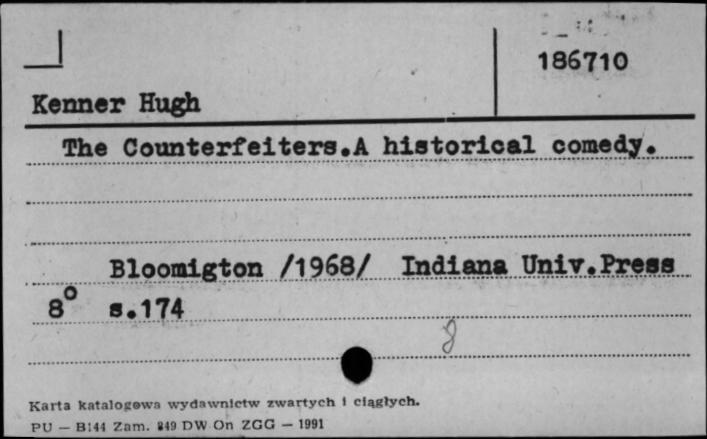 186710
Kenner Hugh
The Counterfeiters.A historical comedy.
Bloomigton /1968/ Indiana Univ.Press
8° s.174
Karta katalogowa wydawnictw zwartych i ciągłych.
PU — B144 Zam. 849 DW On ZGG — 1991